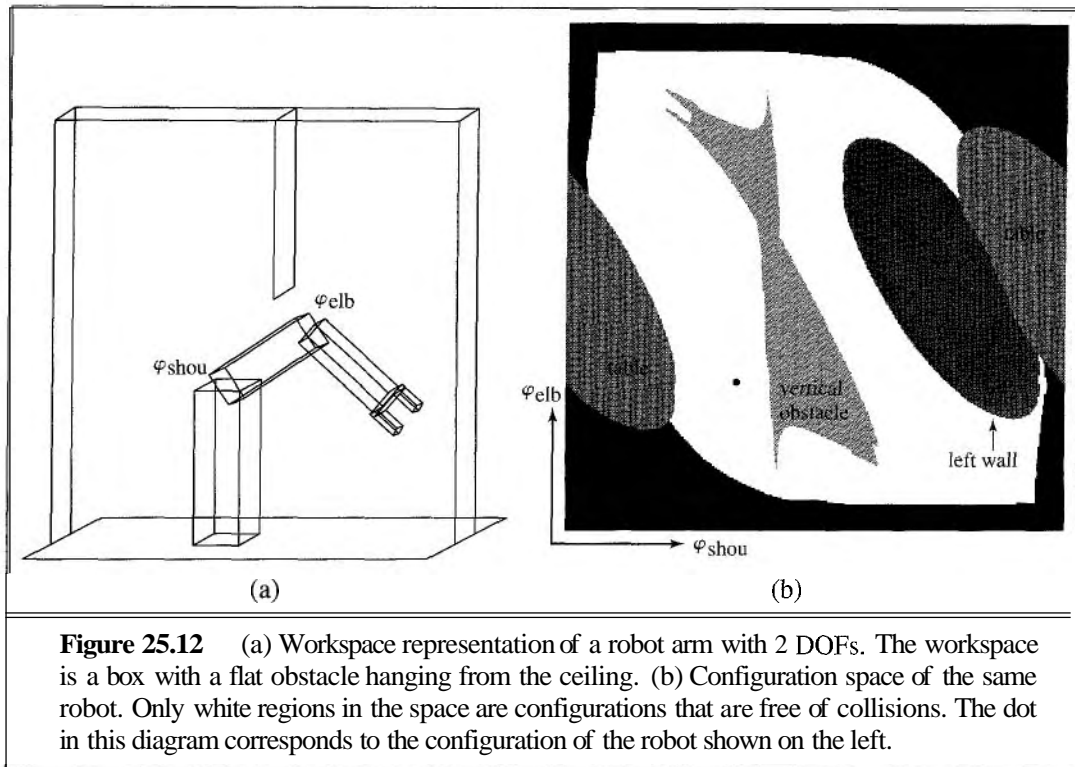 φelb
φshou
(a)
table
table
vertical
obstacle
left wall
φelb
φshou
(b)
Figure 25.12 (a) Workspace representation of a robot arm with 2 DOFs. The workspace
is a box with a flat obstacle hanging from the ceiling. (b) Configuration space of the same
robot. Only white regions in the space are configurations that are free of collisions. The dot
in this diagram corresponds to the configuration of the robot shown on the left.